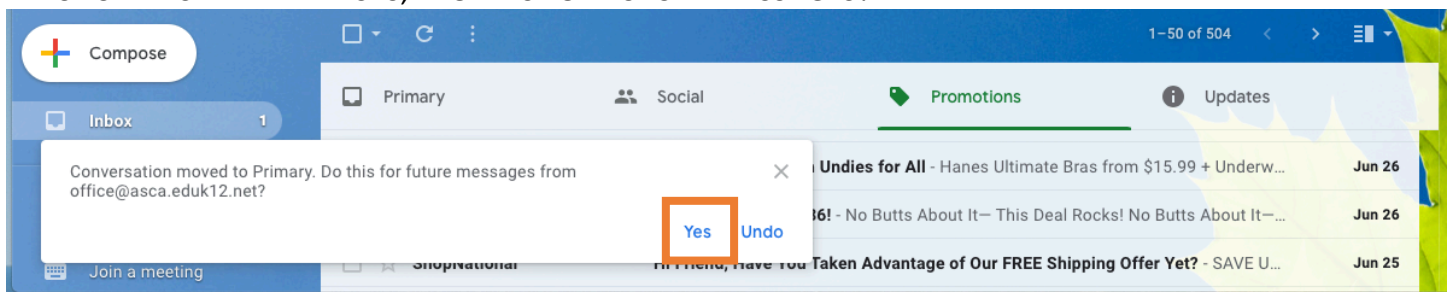 Compose
1–50 of 504
Primary Social Promotions Updates
Inbox 1
Conversation moved to Primary. Do this for future messages from
office@asca.eduk12.net?
Undies for All - Hanes Ultimate Bras from $15.99 + Underw... Jun 26
- No Butts About It— This Deal Rocks! No Butts About It—... Jun 26
Yes Undo
Join a meeting
ShopNational Hi Friend, Have You Taken Advantage of Our FREE Shipping Offer Yet? - SAVE U... Jun 25